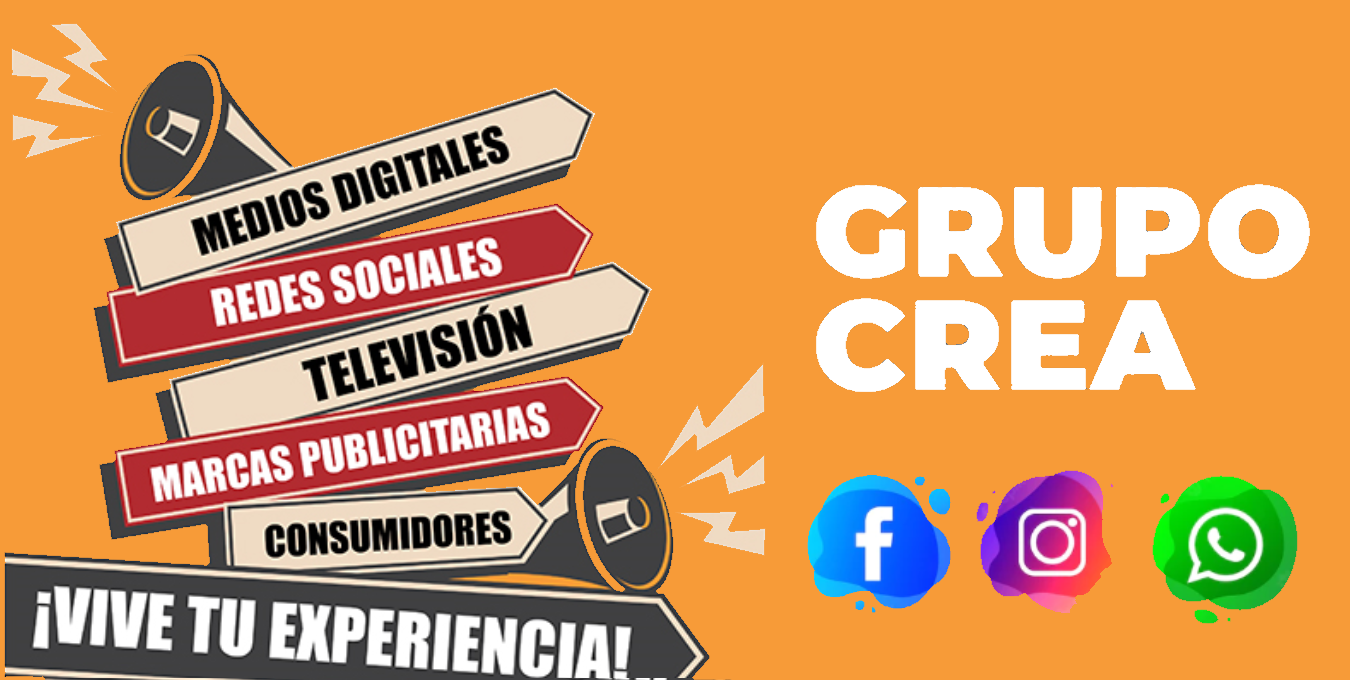 MEDIOS DIGITALES
REDES SOCIALES
TELEVISIÓN
MARCAS PUBLICITARIAS
CONSUMIDORES
¡VIVE TU EXPERIENCIA!
GRUPO
CREA